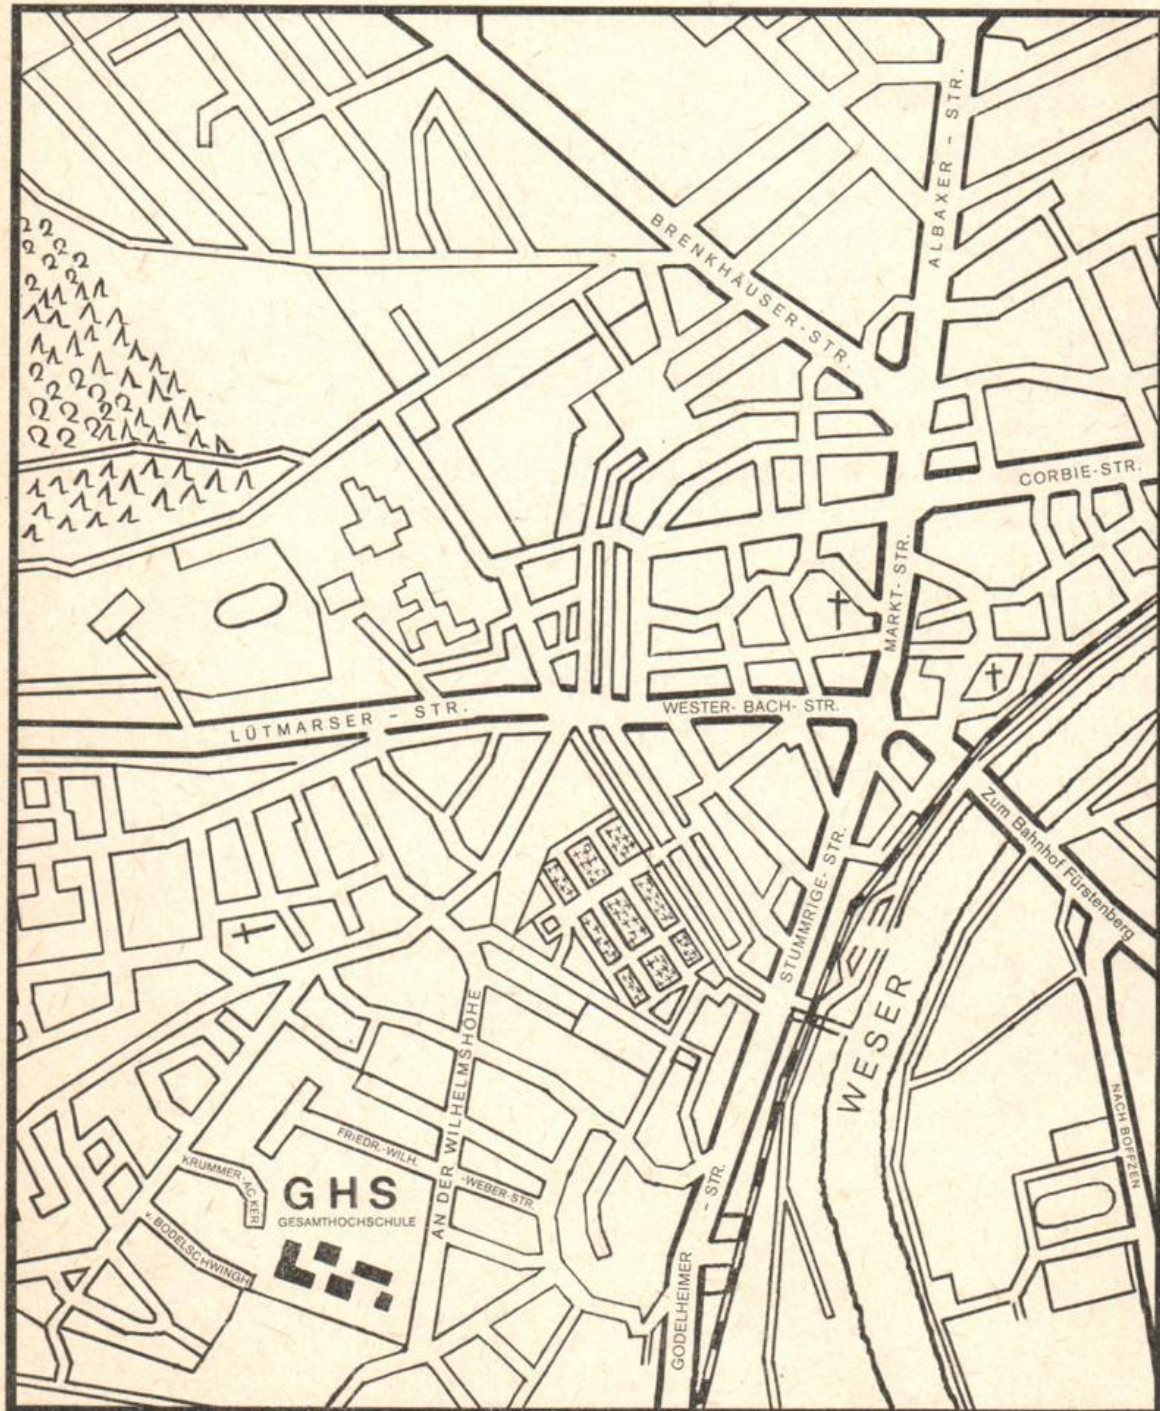 ALBAXER - STR.
BRENKHÄUSER-STR.
CORBIE-STR.
MARKT-STR.
LÜTMARSER - STR.
WESTER-BACH-STR.
Zum Bahnhof Fürstenberg
STUMMRIGE-STR.
WESER
AN DER WILHELMSHÖHE
NACH BOFFZEN
FRIEDR.-WILH.
-WEBER-STR.
KRUMMER-ACKER
GHS
GESAMTHOCHSCHULE
v. BODELSCHWINGH
GODELHEIMER
- STR.